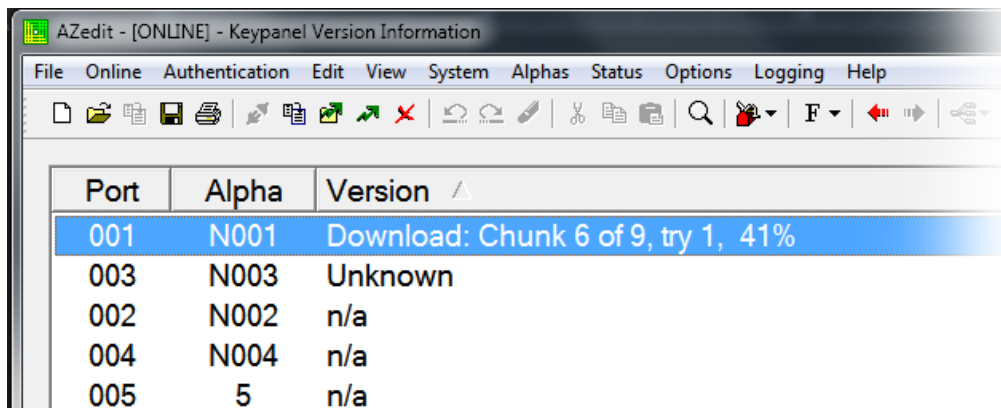 AZedit - [ONLINE] - Keypanel Version Information
File Online Authentication Edit View System Alphas Status Options Logging Help
F
Port Alpha Version
001 N001 Download: Chunk 6 of 9, try 1, 41%
003 N003 Unknown
002 N002 n/a
004 N004 n/a
005 5 n/a